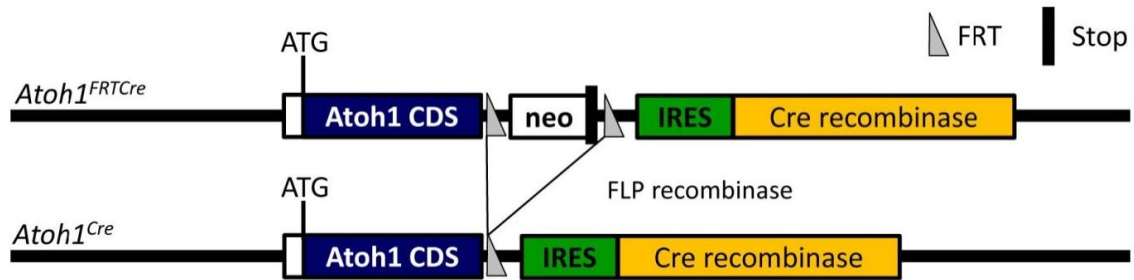 FRT Stop
ATG
Atoh1FRTCre
Atoh1 CDS neo IRES Cre recombinase
FLP recombinase
ATG
Atoh1Cre
Atoh1 CDS IRES Cre recombinase